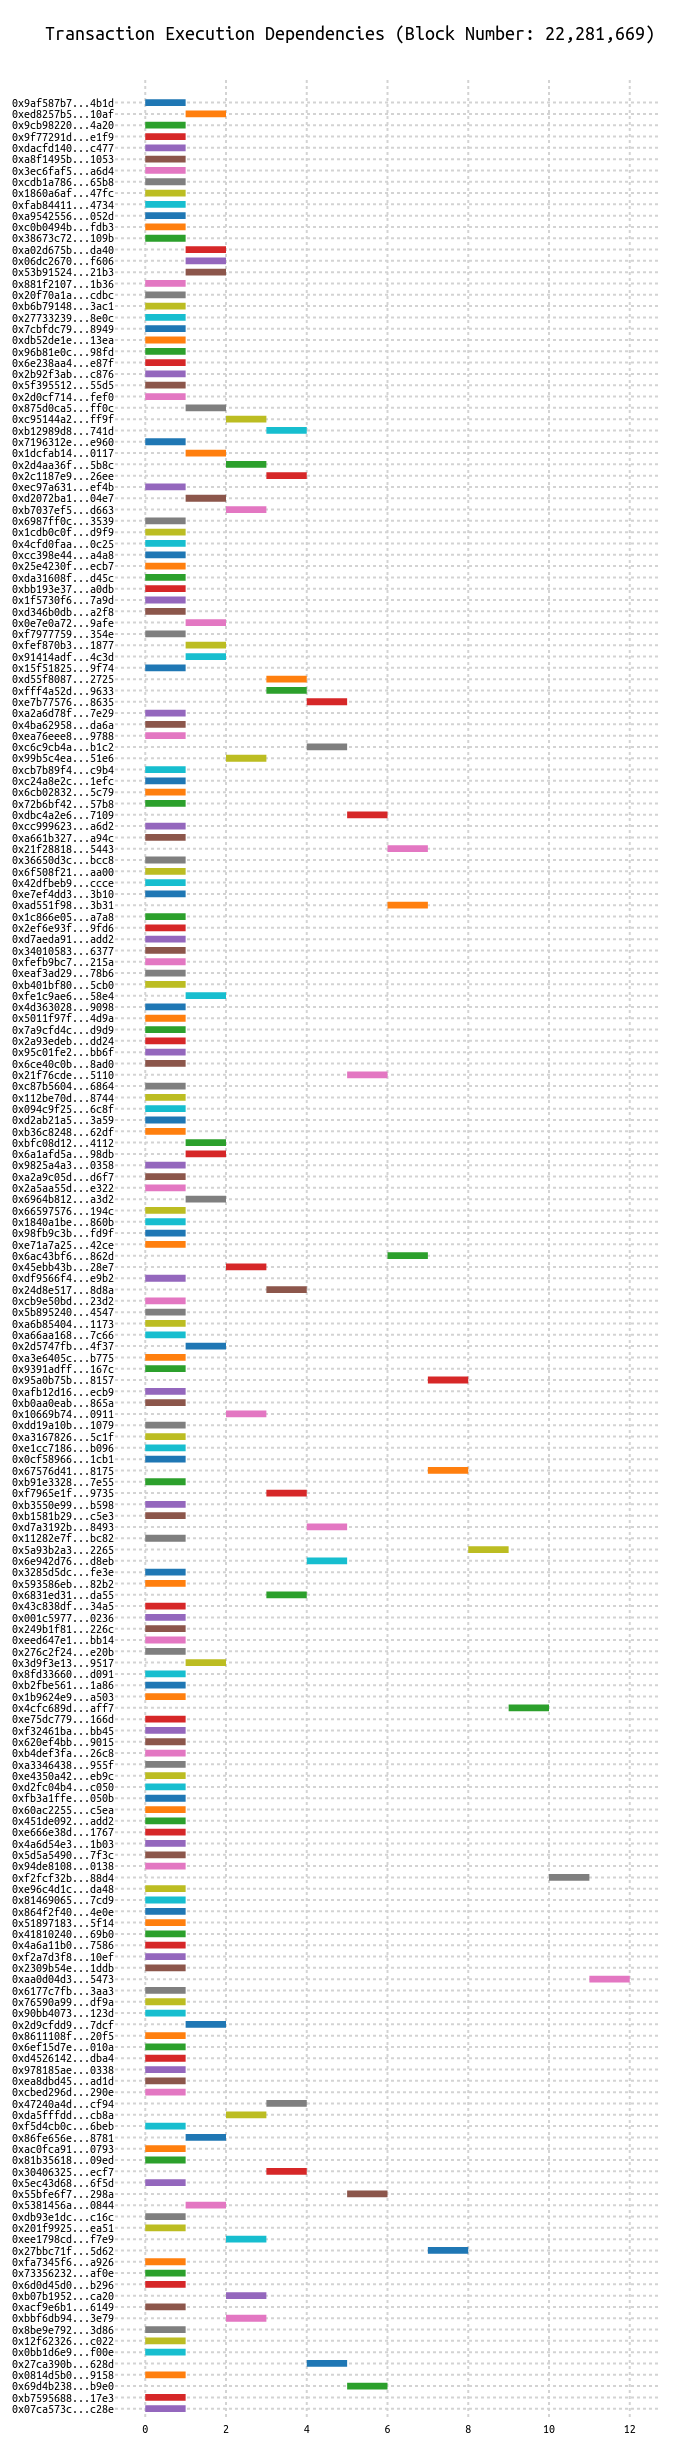 Transaction Execution Dependencies (Block Number: 22,281,669)
0x9af587b7...4b1d
0xed8257b5...10af
0x9cb98220...4a20
0x9f77291d...e1f9
0xdacfd140...c477
0xa8f1495b...1053
0x3ec6faf5...a6d4
0xcdb1a786...65b8
0x1860a6af...47fc
0xfab84411...4734
0xa9542556...052d
0xc0b0494b...fdb3
0x38673c72...109b
0xa02d675b...da40
0x06dc2670...f606
0x53b91524...21b3
0x881f2107...1b36
0x20f70a1a...cdbc
0xb6b79148...3ac1
0x27733239...8e0c
0x7cbfdc79...8949
0xdb52de1e...13ea
0x96b81e0c...98fd
0x6e238aa4...e87f
0x2b92f3ab...c876
0x5f395512...55d5
0x2d0cf714...fef0
0x875d0ca5...ff0c
0xc95144a2...ff9f
0xb12989d8...741d
0x7196312e...e960
0x1dcfab14...0117
0x2d4aa36f...5b8c
0x2c1187e9...26ee
0xec97a631...ef4b
0xd2072ba1...04e7
0xb7037ef5...d663
0x6987ff0c...3539
0x1cdb0c0f...d9f9
0x4cfd0faa...0c25
0xcc398e44...a4a8
0x25e4230f...ecb7
0xda31608f...d45c
0xbb193e37...a0db
0x1f5730f6...7a9d
0xd346b0db...a2f8
0x0e7e0a72...9afe
0xf7977759...354e
0xfef870b3...1877
0x91414adf...4c3d
0x15f51825...9f74
0xd55f8087...2725
0xfff4a52d...9633
0xe7b77576...8635
0xa2a6d78f...7e29
0x4ba62958...da6a
0xea76eee8...9788
0xc6c9cb4a...b1c2
0x99b5c4ea...51e6
0xcb7b89f4...c9b4
0xc24a8e2c...1efc
0x6cb02832...5c79
0x72b6bf42...57b8
0xdbc4a2e6...7109
0xcc999623...a6d2
0xa661b327...a94c
0x21f28818...5443
0x36650d3c...bcc8
0x6f508f21...aa00
0x42dfbeb9...ccce
0xe7ef4dd3...3b10
0xad551f98...3b31
0x1c866e05...a7a8
0x2ef6e93f...9fd6
0xd7aeda91...add2
0x34010583...6377
0xfefb9bc7...215a
0xeaf3ad29...78b6
0xb401bf80...5cb0
0xfe1c9ae6...58e4
0x4d363028...9098
0x5011f97f...4d9a
0x7a9cfd4c...d9d9
0x2a93edeb...dd24
0x95c01fe2...bb6f
0x6ce40c0b...8ad0
0x21f76cde...5110
0xc87b5604...6864
0x112be70d...8744
0x094c9f25...6c8f
0xd2ab21a5...3a59
0xb36c8248...62df
0xbfc08d12...4112
0x6a1afd5a...98db
0x9825a4a3...0358
0xa2a9c05d...d6f7
0x2a5aa55d...e322
0x6964b812...a3d2
0x66597576...194c
0x1840a1be...860b
0x98fb9c3b...fd9f
0xe71a7a25...42ce
0x6ac43bf6...862d
0x45ebb43b...28e7
0xdf9566f4...e9b2
0x24d8e517...8d8a
0xcb9e50bd...23d2
0x5b895240...4547
0xa6b85404...1173
0xa66aa168...7c66
0x2d5747fb...4f37
0xa3e6405c...b775
0x9391adff...167c
0x95a0b75b...8157
0xafb12d16...ecb9
0xb0aa0eab...865a
0x10669b74...0911
0xdd19a10b...1079
0xa3167826...5c1f
0xe1cc7186...b096
0x0cf58966...1cb1
0x67576d41...8175
0xb91e3328...7e55
0xf7965e1f...9735
0xb3550e99...b598
0xb1581b29...c5e3
0xd7a3192b...8493
0x11282e7f...bc82
0x5a93b2a3...2265
0x6e942d76...d8eb
0x3285d5dc...fe3e
0x593586eb...82b2
0x6831ed31...da55
0x43c838df...34a5
0x001c5977...0236
0x249b1f81...226c
0xeed647e1...bb14
0x276c2f24...e20b
0x3d9f3e13...9517
0x8fd33660...d091
0xb2fbe561...1a86
0x1b9624e9...a503
0x4cfc689d...aff7
0xe75dc779...166d
0xf32461ba...bb45
0x620ef4bb...9015
0xb4def3fa...26c8
0xa3346438...955f
0xe4350a42...eb9c
0xd2fc04b4...c050
0xfb3a1ffe...050b
0x60ac2255...c5ea
0x451de092...add2
0xe666e38d...1767
0x4a6d54e3...1b03
0x5d5a5490...7f3c
0x94de8108...0138
0xf2fcf32b...88d4
0xe96c4d1c...da48
0x81469065...7cd9
0x864f2f40...4e0e
0x51897183...5f14
0x41810240...69b0
0x4a6a11b0...7586
0xf2a7d3f8...10ef
0x2309b54e...1ddb
0xaa0d04d3...5473
0x6177c7fb...3aa3
0x76590a99...df9a
0x90bb4073...123d
0x2d9cfdd9...7dcf
0x8611108f...20f5
0x6ef15d7e...010a
0xd4526142...dba4
0x978185ae...0338
0xea8dbd45...ad1d
0xcbed296d...290e
0x47240a4d...cf94
0xda5fffdd...cb8a
0xf5d4cb0c...6beb
0x86fe656e...8781
0xac0fca91...0793
0x81b35618...09ed
0x30406325...ecf7
0x5ec43d68...6f5d
0x55bfe6f7...298a
0x5381456a...0844
0xdb93e1dc...c16c
0x201f9925...ea51
0xee1798cd...f7e9
0x27bbc71f...5d62
0xfa7345f6...a926
0x73356232...af0e
0x6d0d45d0...b296
0xb07b1952...ca20
0xacf9e6b1...6149
0xbbf6db94...3e79
0x8be9e792...3d86
0x12f62326...c022
0x0bb1d6e9...f00e
0x27ca390b...628d
0x0814d5b0...9158
0x69d4b238...b9e0
0xb7595688...17e3
0x07ca573c...c28e
0 2 4 6 8 10 12